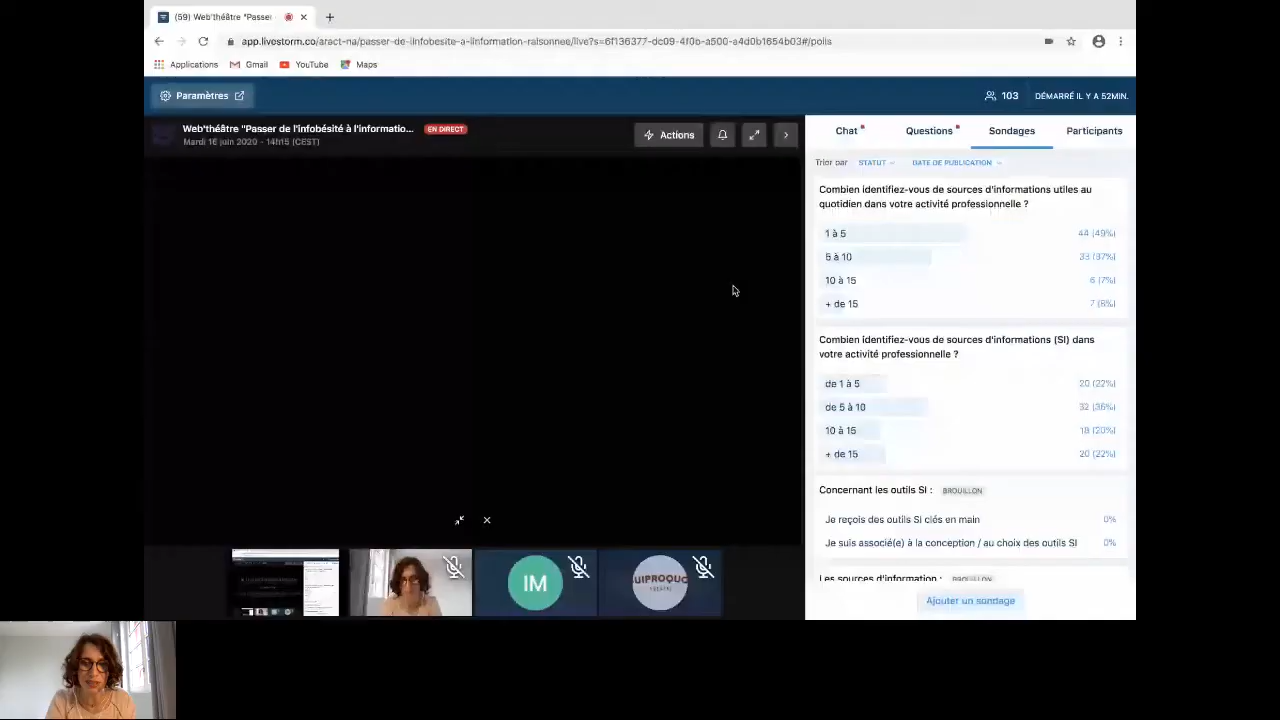 (59) Web'théâtre "Passer
app.livestorm.co/aract-na/passer-de-linfobesite-a-linformation-raisonnee/live?s=6f136377-dc09-4f0b-a500-a4d0b1654b03#/polls
Applications Gmail YouTube Maps
Paramètres
103 DÉMARRÉ IL Y A 52MIN.
Web'théâtre "Passer de l'infobésité à l'informatio... EN DIRECT
Mardi 16 juin 2020 - 14h15 (CEST)
Actions
Chat Questions Sondages Participants
Trier par STATUT DATE DE PUBLICATION
Combien identifiez-vous de sources d'informations utiles au
quotidien dans votre activité professionnelle ?
1 à 5 44 (49%)
5 à 10 33 (37%)
10 à 15 6 (7%)
+ de 15 7 (8%)
Combien identifiez-vous de sources d'informations (SI) dans
votre activité professionnelle ?
de 1 à 5 20 (22%)
de 5 à 10 32 (36%)
10 à 15 18 (20%)
+ de 15 20 (22%)
Concernant les outils SI : BROUILLON
Je reçois des outils SI clés en main 0%
Je suis associé(e) à la conception / au choix des outils SI 0%
Les sources d'information : BROUILLON
Ajouter un sondage
IM
UIPROQUO